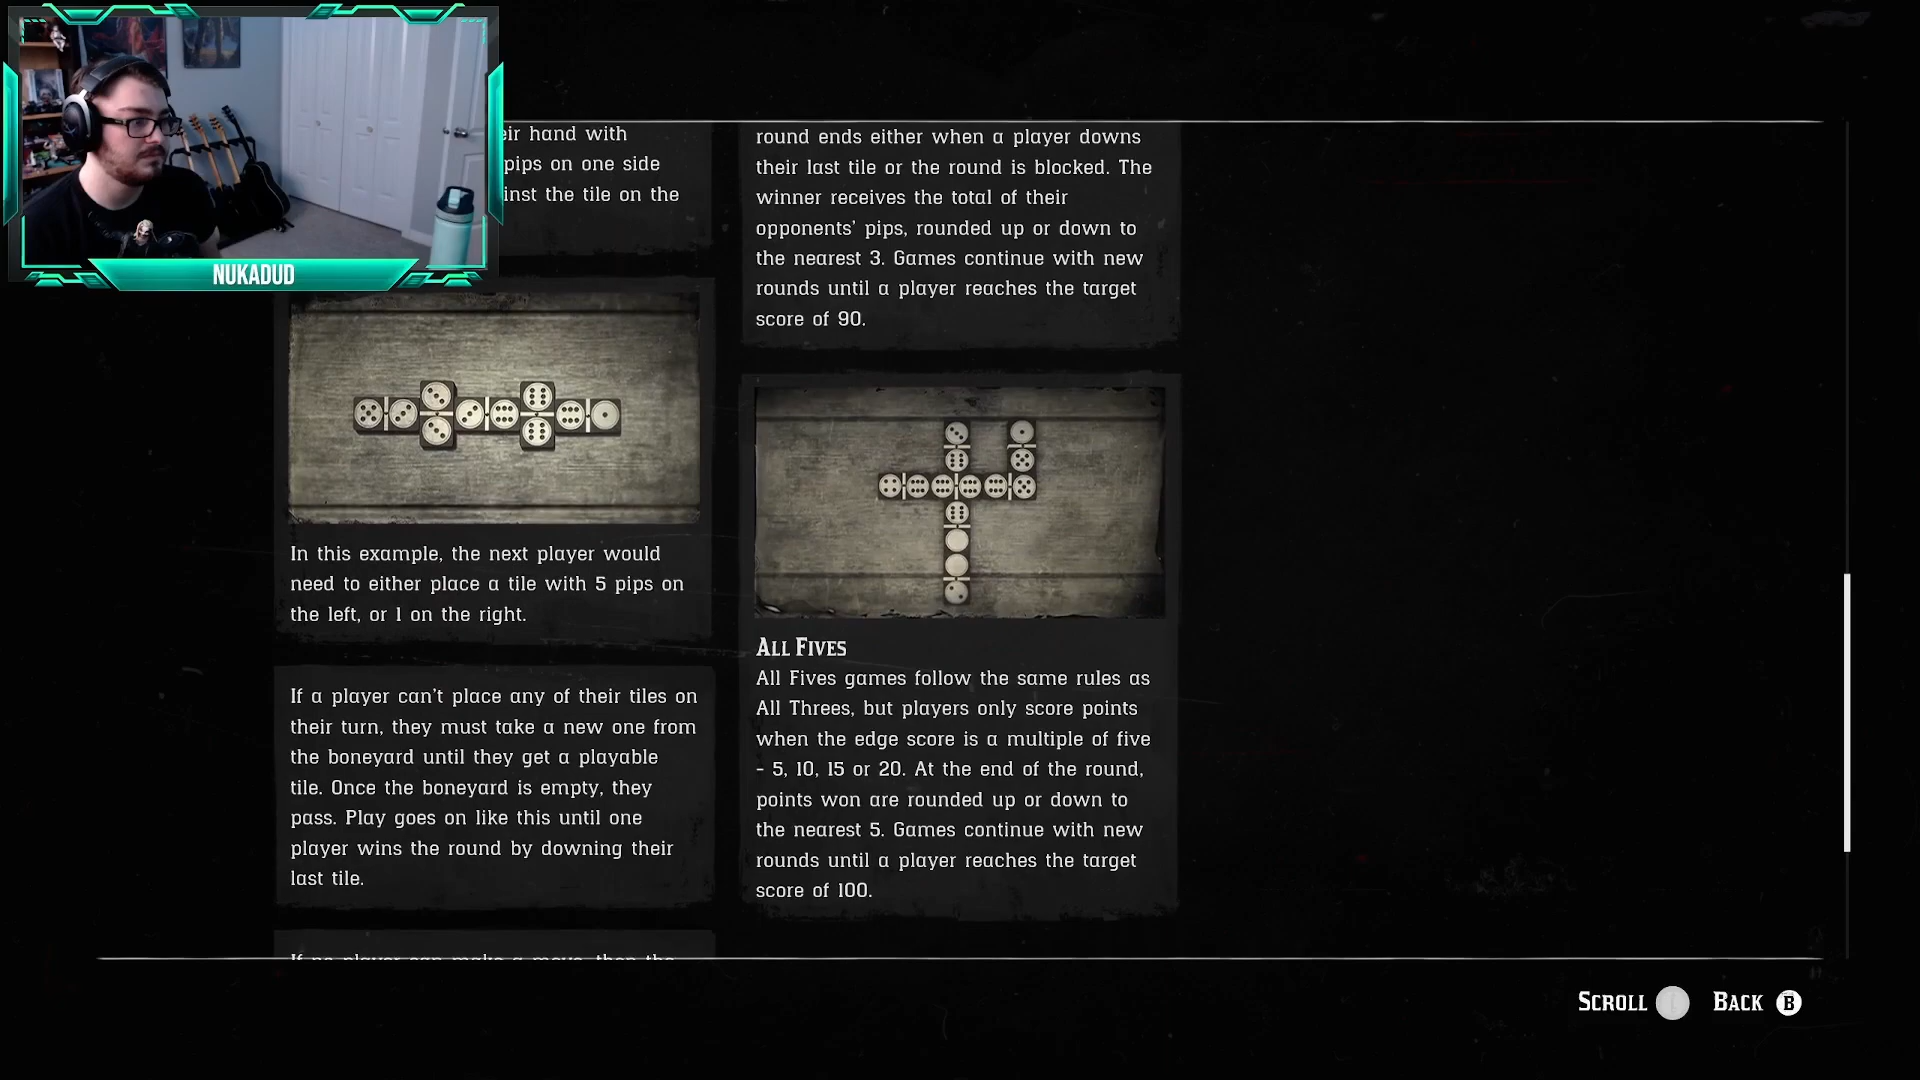 NUKADUD
eir hand with
pips on one side
inst the tile on the
In this example, the next player would
need to either place a tile with 5 pips on
the left, or 1 on the right.
If a player can't place any of their tiles on
their turn, they must take a new one from
the boneyard until they get a playable
tile. Once the boneyard is empty, they
pass. Play goes on like this until one
player wins the round by downing their
last tile.
If no player can make a move, then the
round ends either when a player downs
their last tile or the round is blocked. The
winner receives the total of their
opponents' pips, rounded up or down to
the nearest 3. Games continue with new
rounds until a player reaches the target
score of 90.
ALL FIVES
All Fives games follow the same rules as
All Threes, but players only score points
when the edge score is a multiple of five
- 5, 10, 15 or 20. At the end of the round,
points won are rounded up or down to
the nearest 5. Games continue with new
rounds until a player reaches the target
score of 100.
SCROLL BACK B